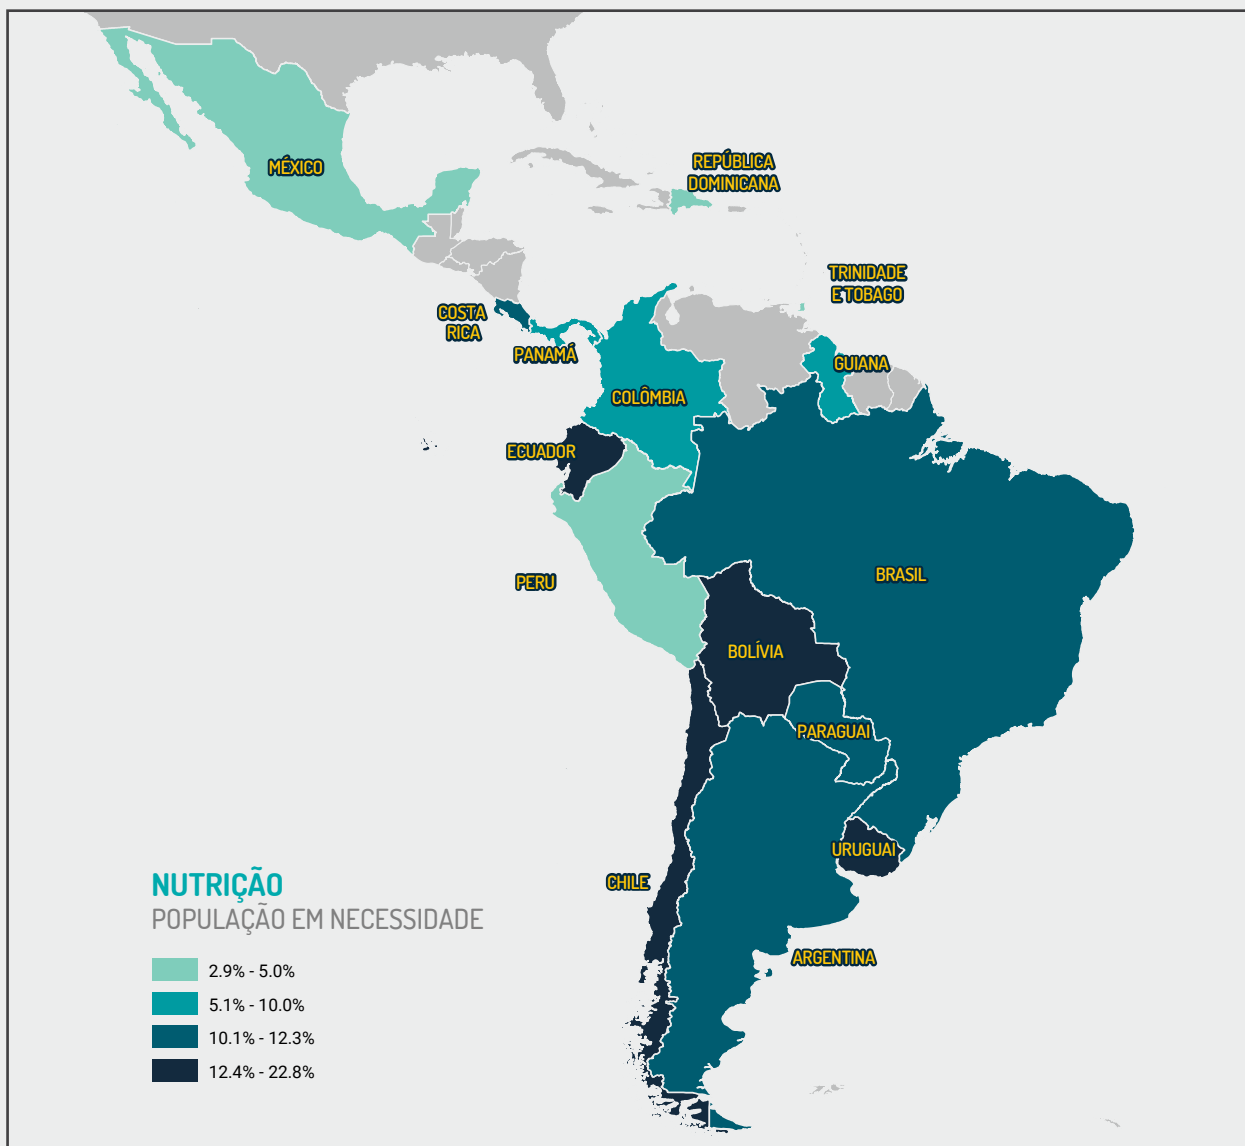 MÉXICO
REPÚBLICA
DOMINICANA
TRINIDADE
E TOBAGO
COSTA
RICA
PANAMÁ
GUIANA
COLÔMBIA
ECUADOR
PERU
BRASIL
BOLÍVIA
PARAGUAI
URUGUAI
CHILE
ARGENTINA
NUTRIÇÃO
POPULAÇÃO EM NECESSIDADE
2.9% - 5.0%
5.1% - 10.0%
10.1% - 12.3%
12.4% - 22.8%